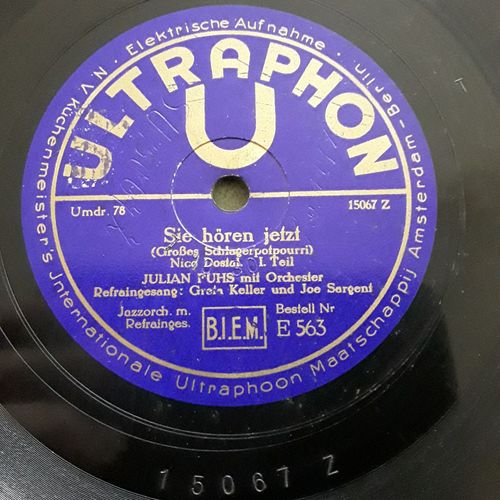 ULTRAPHON
U
N.V. Küchenmeister's Internationale Ultraphoon Maatschappij Amsterdam-Berlin · Elektrische Aufnahme ·
Umdr. 78
15067 Z
Sie hören jetzt
(Großes Schlagerpotpourri)
Nico Dostal I. Teil
JULIAN FUHS mit Orchester
Refraingesang: Greta Keller und Joe Sargent
Jazzorch. m.
Refrainges.
B.I.E.M.
Bestell Nr
E 563
15067 Z